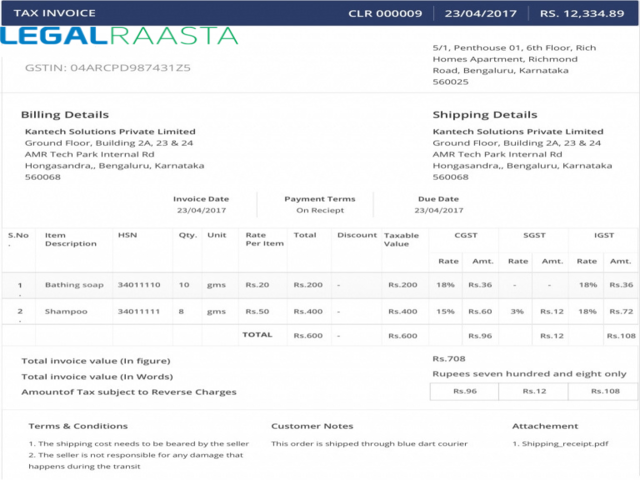 TAX INVOICE CLR 000009 23/04/2017 RS. 12,334.89
LEGALRAASTA
GSTIN: 04ARCPD987431Z5
5/1, Penthouse 01, 6th Floor, Rich
Homes Apartment, Richmond
Road, Bengaluru, Karnataka
560025
Billing Details
Kantech Solutions Private Limited
Ground Floor, Building 2A, 23 & 24
AMR Tech Park Internal Rd
Hongasandra,, Bengaluru, Karnataka
560068
Shipping Details
Kantech Solutions Private Limited
Ground Floor, Building 2A, 23 & 24
AMR Tech Park Internal Rd
Hongasandra,, Bengaluru, Karnataka
560068
Invoice Date Payment Terms Due Date
23/04/2017 On Reciept 23/04/2017
S.No. Item Description HSN Qty. Unit Rate Per Item Total Discount Taxable Value CGST SGST IGST
Rate Amt. Rate Amt. Rate Amt.
1. Bathing soap 34011110 10 gms Rs.20 Rs.200 - Rs.200 18% Rs.36 - - 18% Rs.36
2. Shampoo 34011111 8 gms Rs.50 Rs.400 - Rs.400 15% Rs.60 3% Rs.12 18% Rs.72
TOTAL Rs.600 - Rs.600 Rs.96 Rs.12 Rs.108
Total invoice value (In figure) Rs.708
Total invoice value (In Words) Rupees seven hundred and eight only
Amountof Tax subject to Reverse Charges Rs.96 Rs.12 Rs.108
Terms & Conditions
1. The shipping cost needs to be beared by the seller
2. The seller is not responsible for any damage that
happens during the transit
Customer Notes
This order is shipped through blue dart courier
Attachement
1. Shipping_receipt.pdf